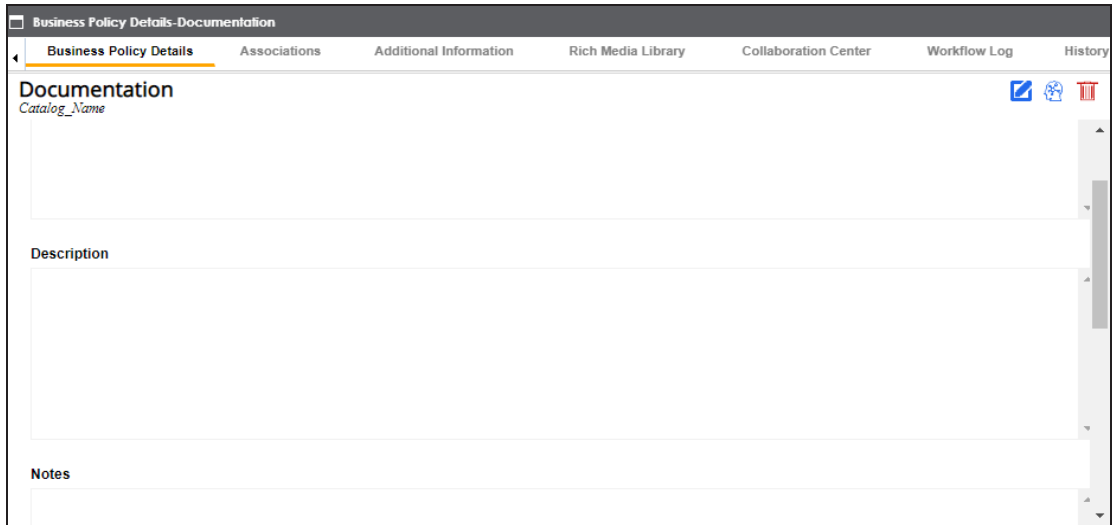 Business Policy Details-Documentation
Business Policy Details Associations Additional Information Rich Media Library Collaboration Center Workflow Log History
Documentation
Catalog_Name
Description
Notes